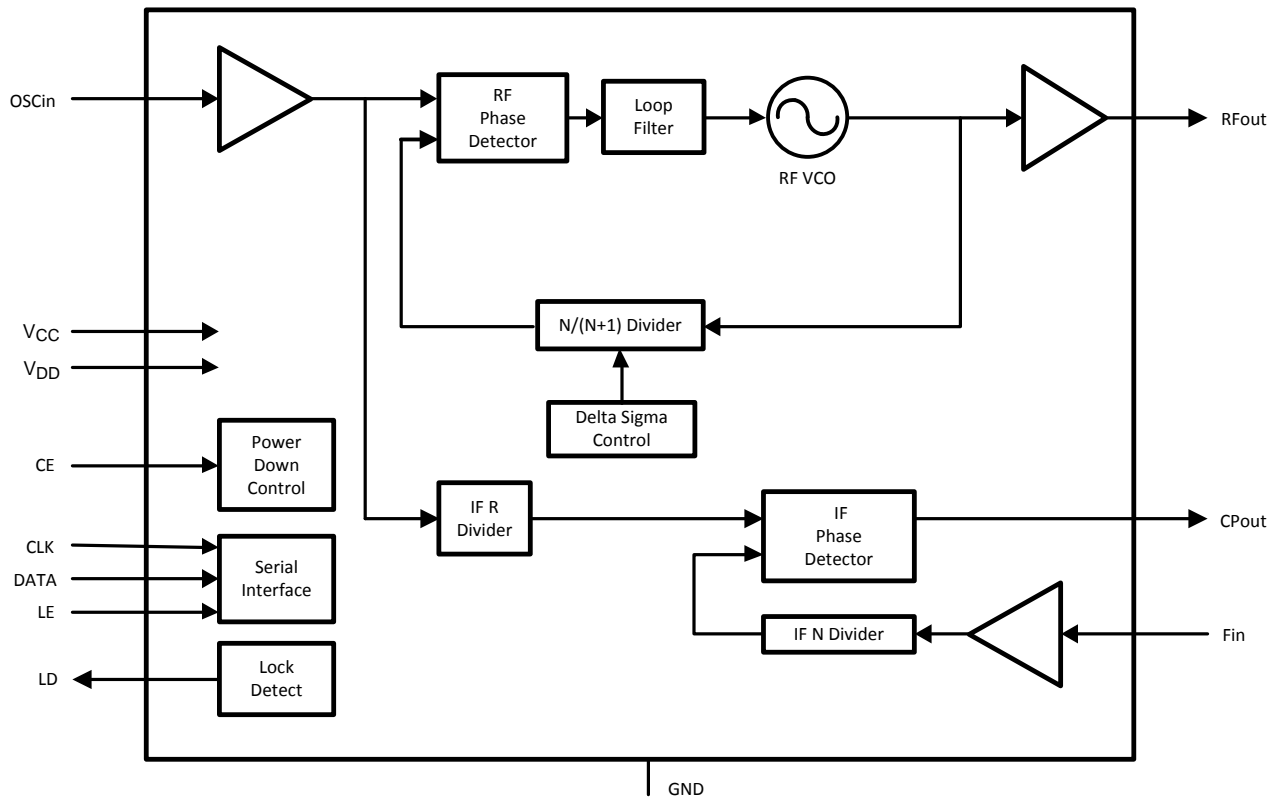 OSCin
RF
Phase
Detector
Loop
Filter
RF VCO
RFout
N/(N+1) Divider
VCC
VDD
Delta Sigma
Control
CE
Power
Down
Control
IF R
Divider
IF
Phase
Detector
CPout
CLK
DATA
LE
Serial
Interface
IF N Divider
Fin
LD
Lock
Detect
GND